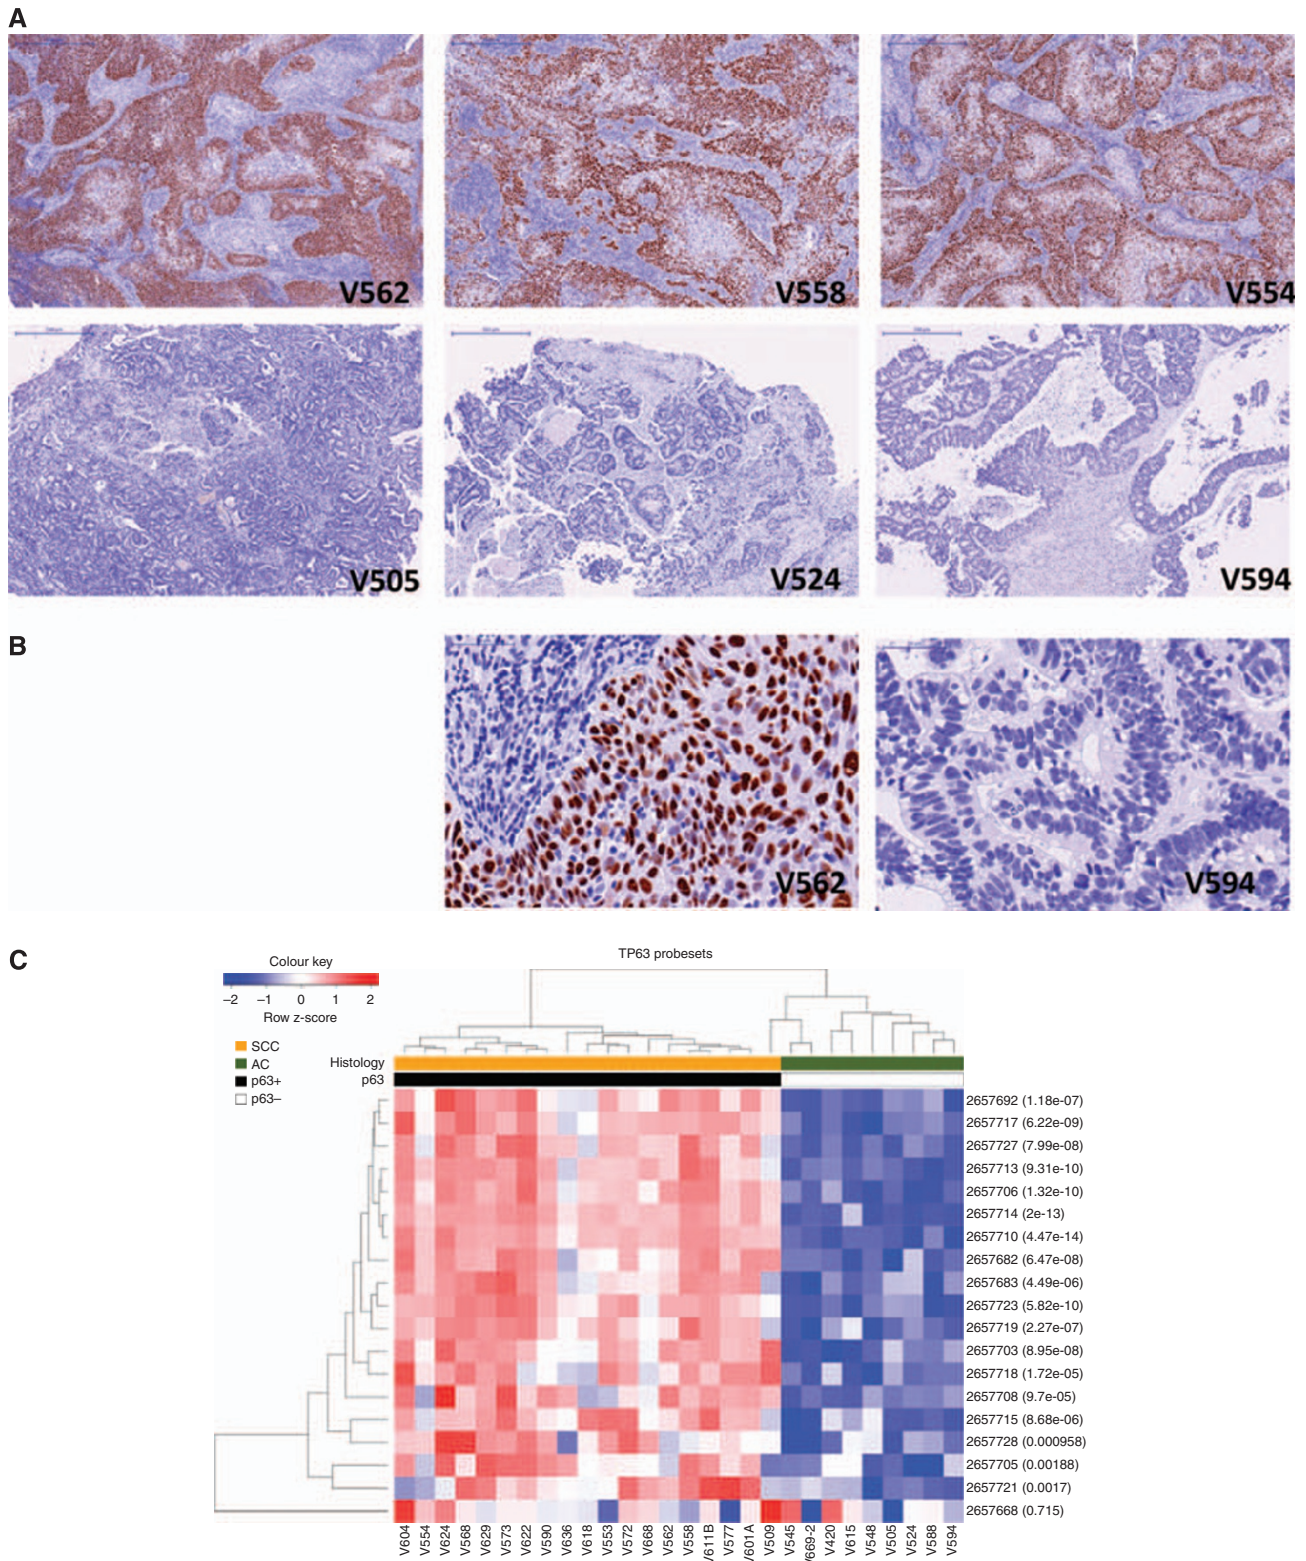 A
V562
V558
V554
V505
V524
V594
B
V562
V594
C
TP63 probesets
Colour key
–2 –1 0 1 2
Row z-score
SCC
AC
p63+
p63–
Histology
p63
2657692 (1.18e-07)
2657717 (6.22e-09)
2657727 (7.99e-08)
2657713 (9.31e-10)
2657706 (1.32e-10)
2657714 (2e-13)
2657710 (4.47e-14)
2657682 (6.47e-08)
2657683 (4.49e-06)
2657723 (5.82e-10)
2657719 (2.27e-07)
2657703 (8.95e-08)
2657718 (1.72e-05)
2657708 (9.7e-05)
2657715 (8.68e-06)
2657728 (0.000958)
2657705 (0.00188)
2657721 (0.0017)
2657668 (0.715)
V604
V554
V624
V568
V629
V573
V622
V590
V636
V618
V553
V572
V668
V562
V558
V611B
V577
V601A
V509
V545
V669-2
V420
V615
V548
V505
V524
V588
V594